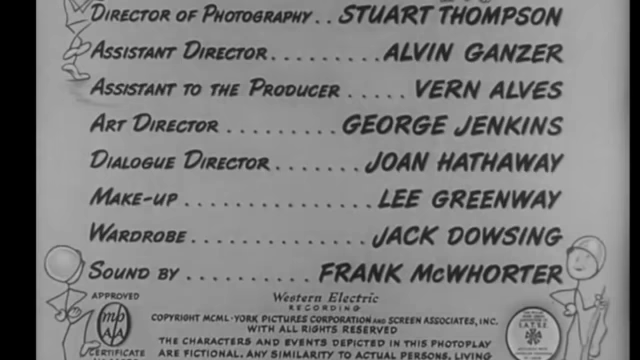 DIRECTOR OF PHOTOGRAPHY.. STUART THOMPSON
ASSISTANT DIRECTOR......... ALVIN GANZER
ASSISTANT TO THE PRODUCER ..... VERN ALVES
ART DIRECTOR .......... GEORGE JENKINS
DIALOGUE DIRECTOR ....... JOAN HATHAWAY
MAKE-UP ............... LEE GREENWAY
WARDROBE .............. JACK DOWSING
SOUND BY .......... FRANK McWHORTER
APPROVED
MPAA
CERTIFICATE
Western Electric
RECORDING
COPYRIGHT MCML · YORK PICTURES CORPORATION AND SCREEN ASSOCIATES, INC.
WITH ALL RIGHTS RESERVED
I.A.T.S.E.
THE CHARACTERS AND EVENTS DEPICTED IN THIS PHOTOPLAY
ARE FICTIONAL. ANY SIMILARITY TO ACTUAL PERSONS, LIVING